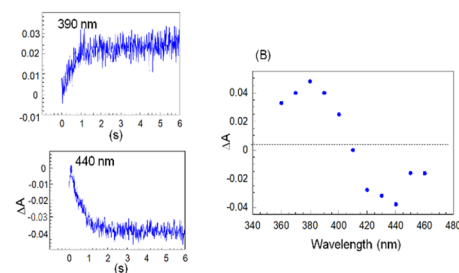 390 nm
0.03
0.02
0.01
0
-0.01
0 1 2 3 4 5 6
(s)
440 nm
0
-0.01
-0.02
-0.03
-0.04
ΔA
0 1 2 3 4 5 6
(s)
(B)
0.04
0.02
0.00
-0.02
-0.04
ΔA
340 360 380 400 420 440 460 480
Wavelength (nm)